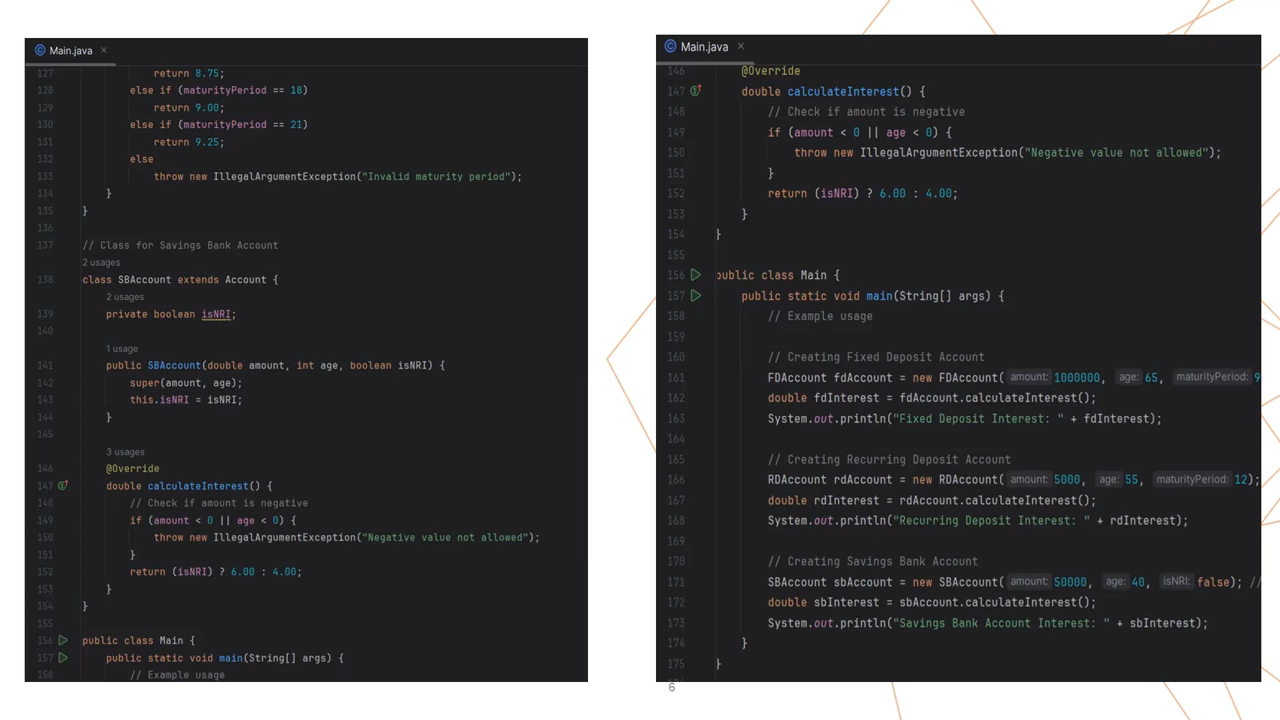 Main.java ×
127 return 8.75;
128 else if (maturityPeriod == 18)
129 return 9.00;
130 else if (maturityPeriod == 21)
131 return 9.25;
132 else
133 throw new IllegalArgumentException("Invalid maturity period");
134 }
135 }
136
137 // Class for Savings Bank Account
2 usages
138 class SBAccount extends Account {
2 usages
139 private boolean isNRI;
140
1 usage
141 public SBAccount(double amount, int age, boolean isNRI) {
142 super(amount, age);
143 this.isNRI = isNRI;
144 }
145
3 usages
146 @Override
147 double calculateInterest() {
148 // Check if amount is negative
149 if (amount < 0 || age < 0) {
150 throw new IllegalArgumentException("Negative value not allowed");
151 }
152 return (isNRI) ? 6.00 : 4.00;
153 }
154 }
155
156 public class Main {
157 public static void main(String[] args) {
158 // Example usage
Main.java ×
146 @Override
147 double calculateInterest() {
148 // Check if amount is negative
149 if (amount < 0 || age < 0) {
150 throw new IllegalArgumentException("Negative value not allowed");
151 }
152 return (isNRI) ? 6.00 : 4.00;
153 }
154 }
155
156 public class Main {
157 public static void main(String[] args) {
158 // Example usage
159
160 // Creating Fixed Deposit Account
161 FDAccount fdAccount = new FDAccount( amount: 1000000, age: 65, maturityPeriod: 9
162 double fdInterest = fdAccount.calculateInterest();
163 System.out.println("Fixed Deposit Interest: " + fdInterest);
164
165 // Creating Recurring Deposit Account
166 RDAccount rdAccount = new RDAccount( amount: 5000, age: 55, maturityPeriod: 12);
167 double rdInterest = rdAccount.calculateInterest();
168 System.out.println("Recurring Deposit Interest: " + rdInterest);
169
170 // Creating Savings Bank Account
171 SBAccount sbAccount = new SBAccount( amount: 50000, age: 40, isNRI: false); //
172 double sbInterest = sbAccount.calculateInterest();
173 System.out.println("Savings Bank Account Interest: " + sbInterest);
174 }
175 }
6